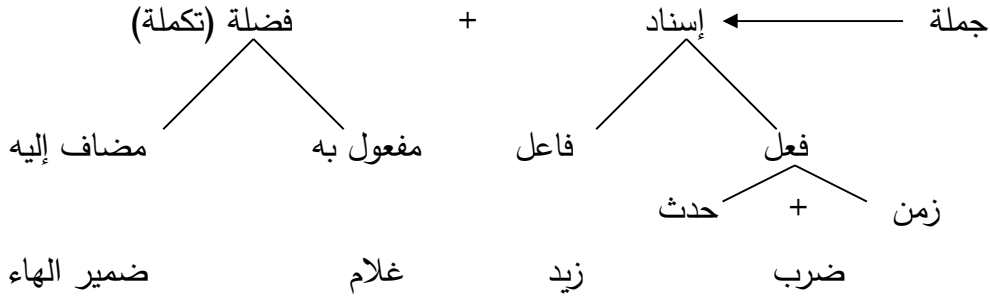 جملة إسناد + فضلة (تكملة)
فعل فاعل مفعول به مضاف إليه
زمن + حدث
ضرب زيد غلام ضمير الهاء